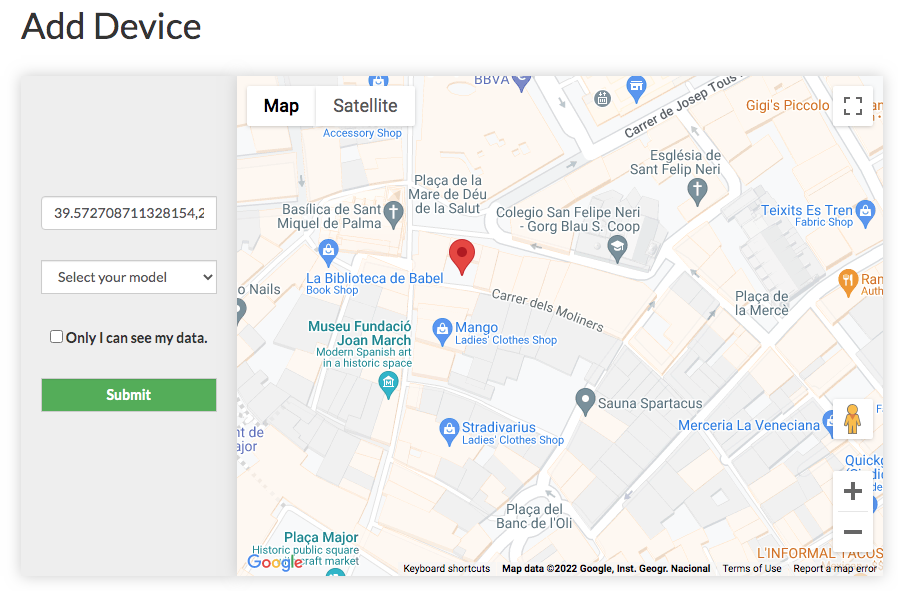 Add Device
39.572708711328154,2
Select your model
Only I can see my data.
Submit
Map
Satellite
Accessory Shop
BBVA
Carrer de Josep Tous
Gigi's Piccolo
Església de
Sant Felip Neri
Plaça de la
Mare de Déu
de la Salut
Basílica de Sant
Miquel de Palma
Colegio San Felipe Neri
- Gorg Blau S. Coop
Teixits Es Tren
Fabric Shop
La Biblioteca de Babel
Book Shop
o Nails
Carrer dels Moliners
Plaça de
la Mercè
Ran
Auth
Museu Fundació
Joan March
Modern Spanish art
in a historic space
Mango
Ladies' Clothes Shop
Sauna Spartacus
Stradivarius
Ladies' Clothes Shop
Merceria La Veneciana
nt de
ajor
Quickg
Plaça del
Banc de l'Oli
Plaça Major
Historic public square
craft market
L'INFORMAL TACOS
Google
Keyboard shortcuts
Map data ©2022 Google, Inst. Geogr. Nacional
Terms of Use
Report a map error